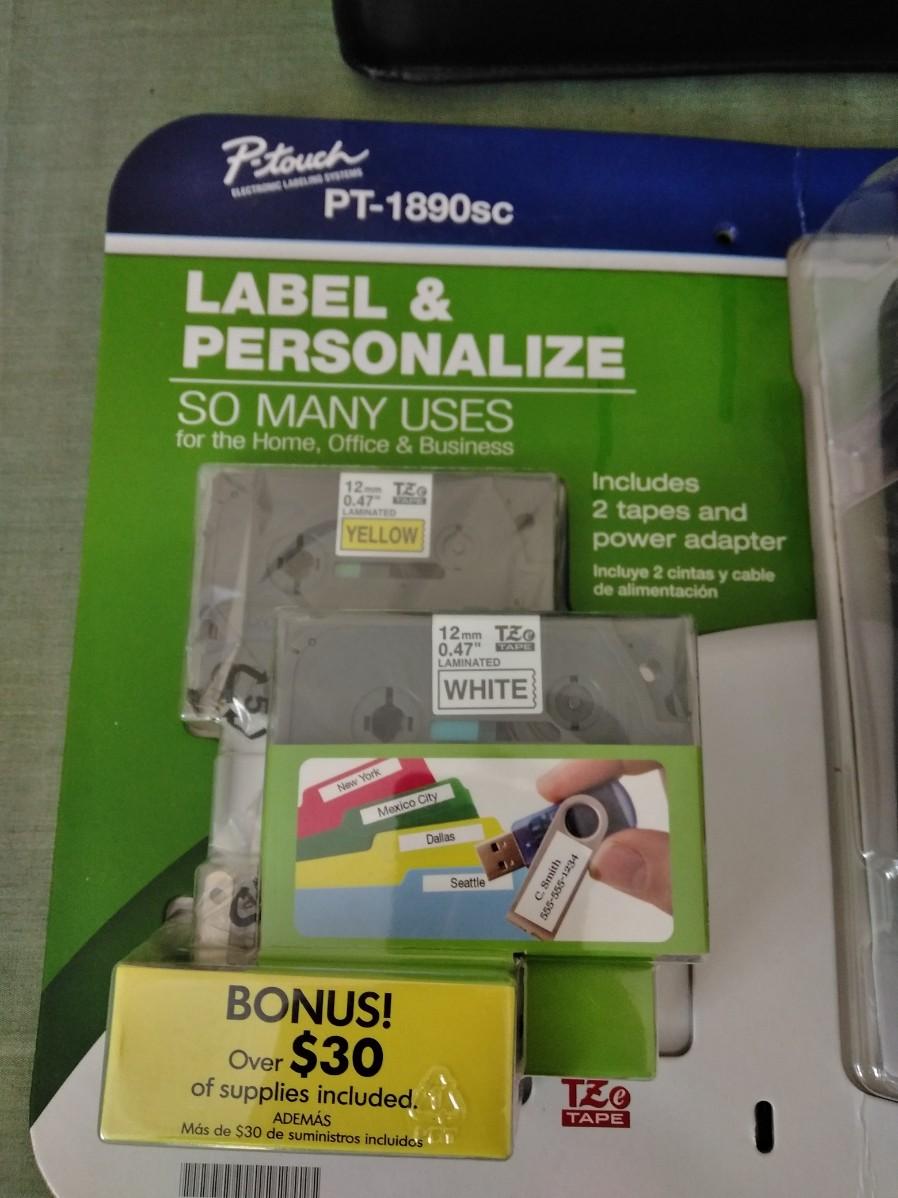 P-touch
ELECTRONIC LABELING SYSTEMS
PT-1890sc
LABEL &
PERSONALIZE
SO MANY USES
for the Home, Office & Business
Includes
2 tapes and
power adapter
Incluye 2 cintas y cable
de alimentación
12mm TZe
0.47" TAPE
LAMINATED
YELLOW
12mm TZe
0.47" TAPE
LAMINATED
WHITE
5
New York
Mexico City
Dallas
Seattle
C. Smith
555-555-1234
BONUS!
Over $30
of supplies included.
ADEMÁS
Más de $30 de suministros incluidos
1
TZe
TAPE